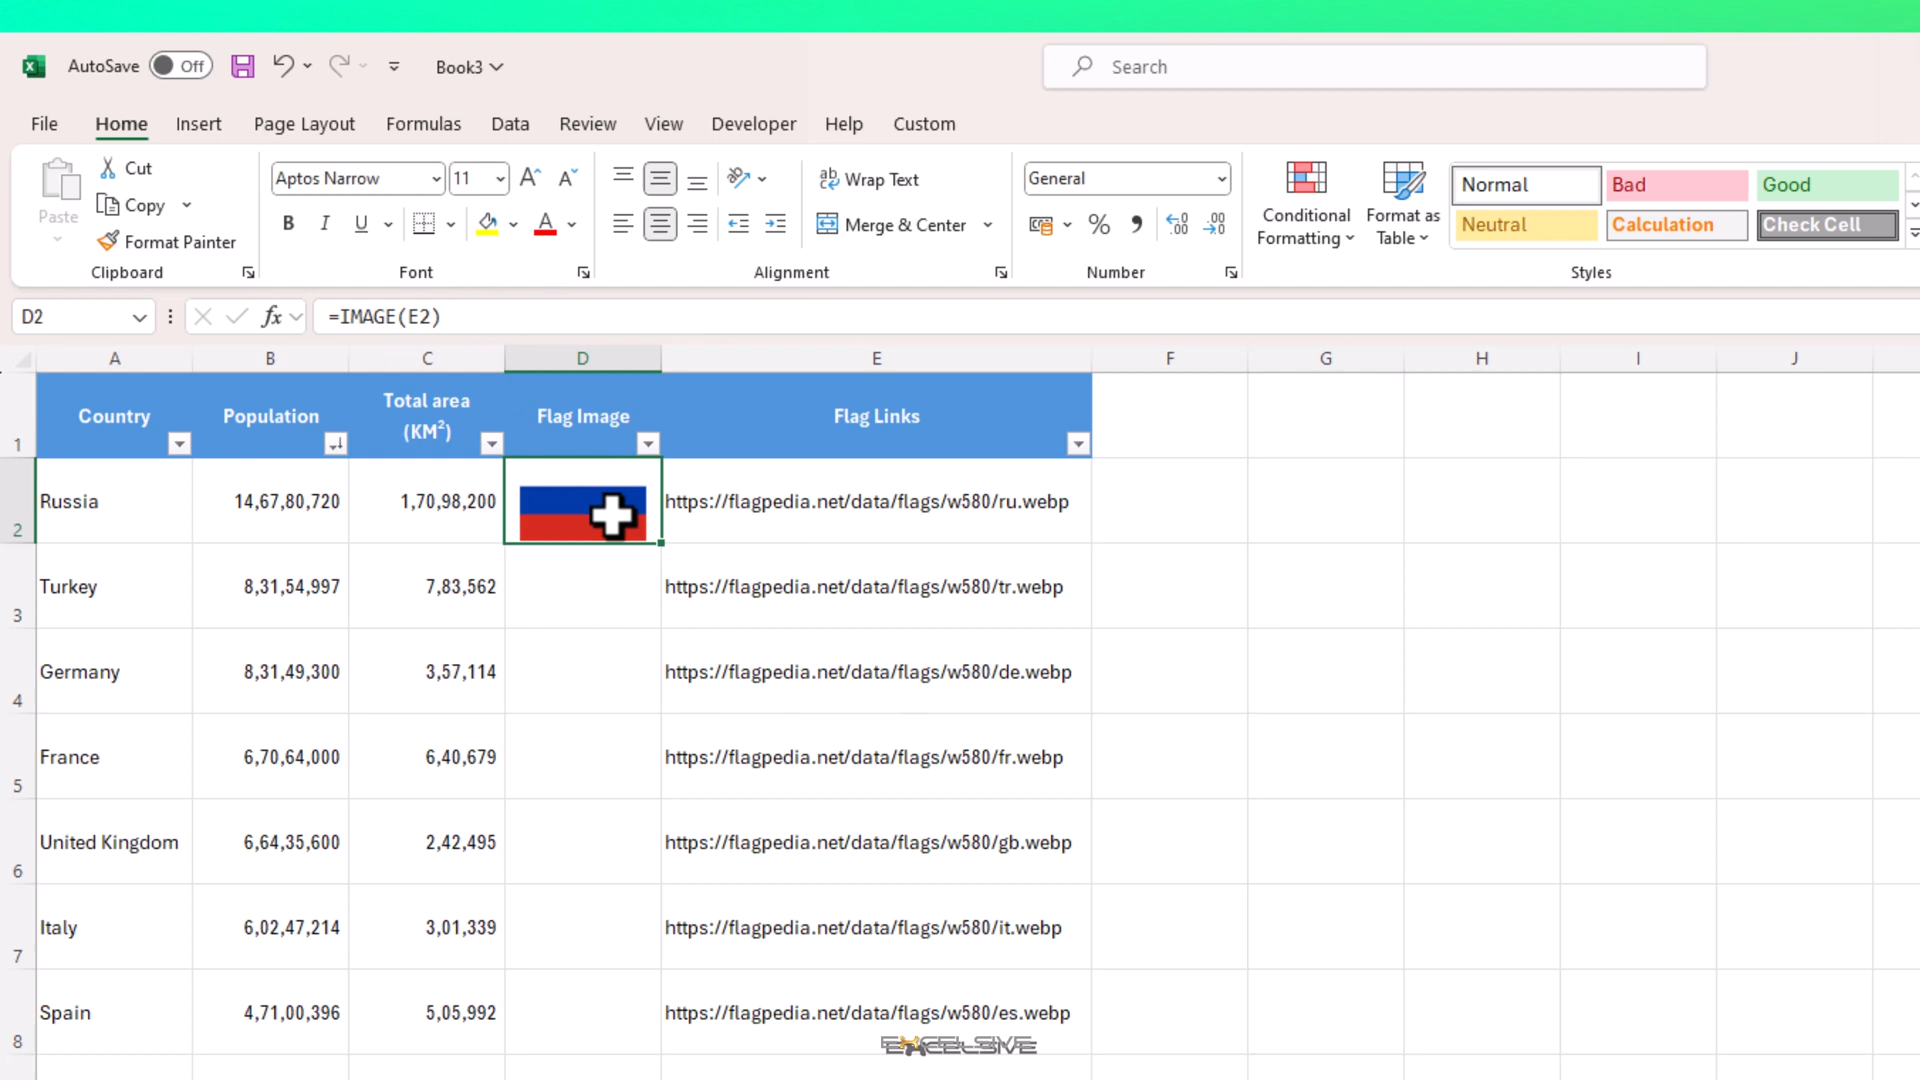 AutoSave Off Book3 Search
File Home Insert Page Layout Formulas Data Review View Developer Help Custom
Paste
Cut
Copy
Format Painter
Clipboard
Aptos Narrow 11
B I U
Font
Wrap Text
Merge & Center
Alignment
General
Number
Conditional
Formatting
Format as
Table
Normal Bad Good
Neutral Calculation Check Cell
Styles
D2 fx =IMAGE(E2)
A B C D E F G H I J
1 Country Population Total area
(KM²) Flag Image Flag Links
2 Russia 14,67,80,720 1,70,98,200 https://flagpedia.net/data/flags/w580/ru.webp
3 Turkey 8,31,54,997 7,83,562 https://flagpedia.net/data/flags/w580/tr.webp
4 Germany 8,31,49,300 3,57,114 https://flagpedia.net/data/flags/w580/de.webp
5 France 6,70,64,000 6,40,679 https://flagpedia.net/data/flags/w580/fr.webp
6 United Kingdom 6,64,35,600 2,42,495 https://flagpedia.net/data/flags/w580/gb.webp
7 Italy 6,02,47,214 3,01,339 https://flagpedia.net/data/flags/w580/it.webp
8 Spain 4,71,00,396 5,05,992 https://flagpedia.net/data/flags/w580/es.webp
EXCELSIVE